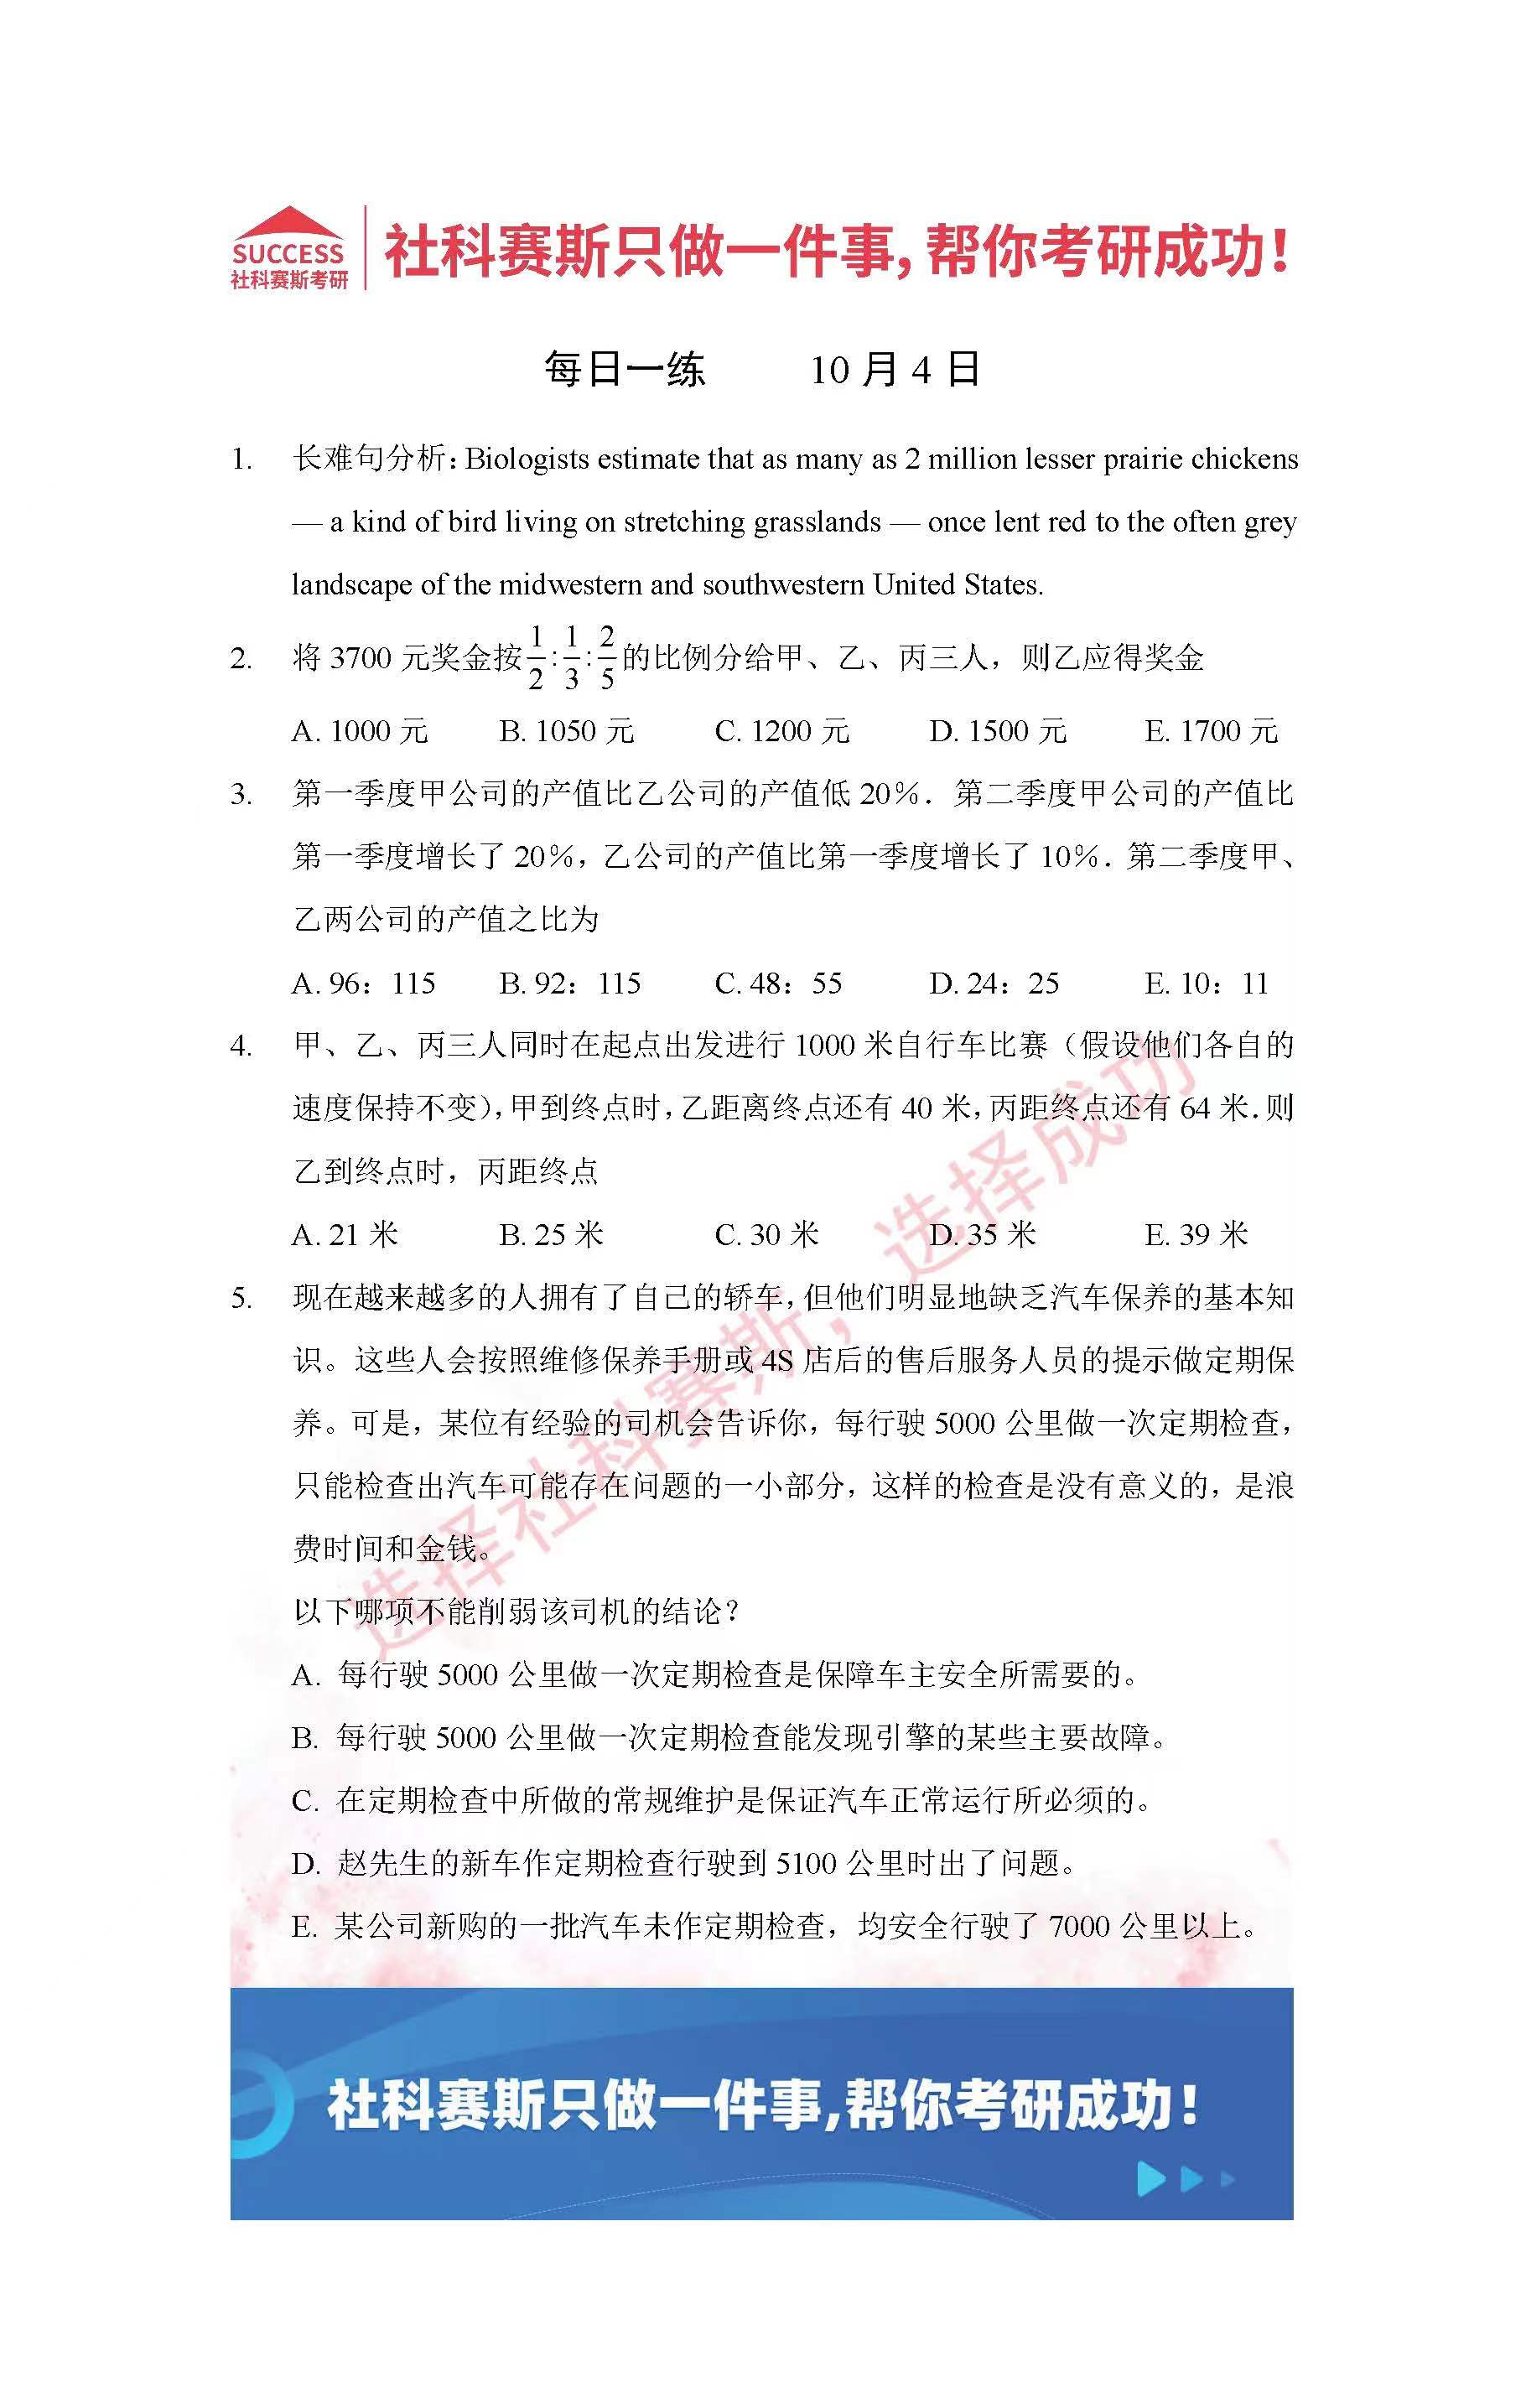 SUCCESS
社科赛斯考研
社科赛斯只做一件事,帮你考研成功!
每日一练 10 月 4 日
1. 长难句分析: Biologists estimate that as many as 2 million lesser prairie chickens
— a kind of bird living on stretching grasslands — once lent red to the often grey
landscape of the midwestern and southwestern United States.
2. 将 3700 元奖金按 1/2 : 1/3 : 2/5 的比例分给甲、乙、丙三人，则乙应得奖金
A. 1000 元 B. 1050 元 C. 1200 元 D. 1500 元 E. 1700 元
3. 第一季度甲公司的产值比乙公司的产值低 20%．第二季度甲公司的产值比
第一季度增长了 20%，乙公司的产值比第一季度增长了 10%．第二季度甲、
乙两公司的产值之比为
A. 96：115 B. 92：115 C. 48：55 D. 24：25 E. 10：11
4. 甲、乙、丙三人同时在起点出发进行 1000 米自行车比赛（假设他们各自的
速度保持不变），甲到终点时，乙距离终点还有 40 米，丙距终点还有 64 米．则
乙到终点时，丙距终点
A. 21 米 B. 25 米 C. 30 米 D. 35 米 E. 39 米
5. 现在越来越多的人拥有了自己的轿车，但他们明显地缺乏汽车保养的基本知
识。这些人会按照维修保养手册或 4S 店后的售后服务人员的提示做定期保
养。可是，某位有经验的司机会告诉你，每行驶 5000 公里做一次定期检查，
只能检查出汽车可能存在问题的一小部分，这样的检查是没有意义的，是浪
费时间和金钱。
以下哪项不能削弱该司机的结论？
A. 每行驶 5000 公里做一次定期检查是保障车主安全所需要的。
B. 每行驶 5000 公里做一次定期检查能发现引擎的某些主要故障。
C. 在定期检查中所做的常规维护是保证汽车正常运行所必须的。
D. 赵先生的新车作定期检查行驶到 5100 公里时出了问题。
E. 某公司新购的一批汽车未作定期检查，均安全行驶了 7000 公里以上。
选择社科赛斯，选择成功
社科赛斯只做一件事,帮你考研成功!